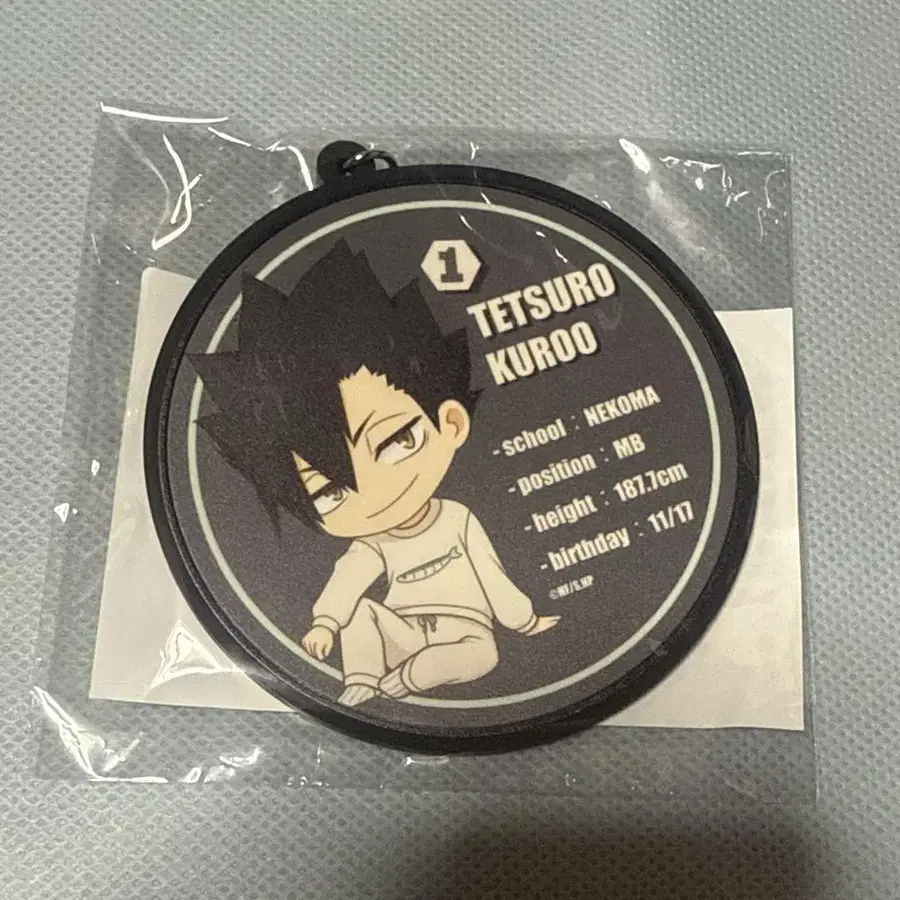 1
TETSURO
KUROO
-school : NEKOMA
-position : MB
-height : 187.7cm
-birthday : 11/17
©HF/S,HP